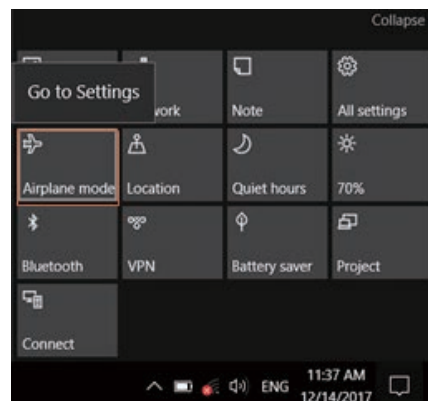 Collapse
Go to Settings
work
Note
All settings
Airplane mode
Location
Quiet hours
70%
Bluetooth
VPN
Battery saver
Project
Connect
ENG
11:37 AM
12/14/2017